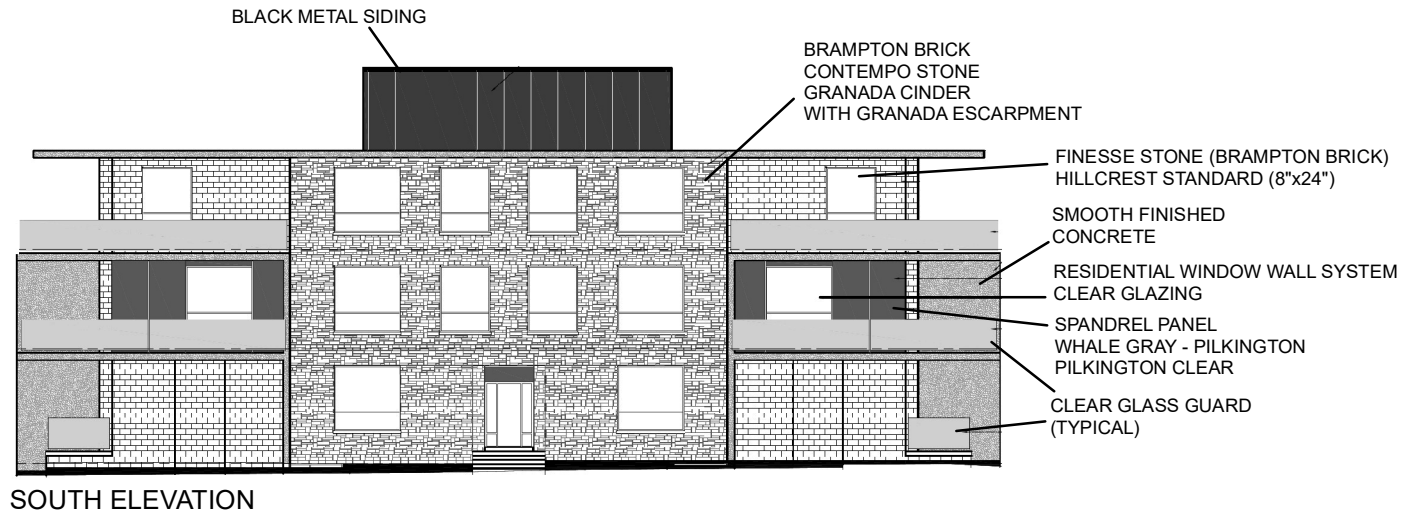 BLACK METAL SIDING
BRAMPTON BRICK
CONTEMPO STONE
GRANADA CINDER
WITH GRANADA ESCARPMENT
FINESSE STONE (BRAMPTON BRICK)
HILLCREST STANDARD (8"x24")
SMOOTH FINISHED
CONCRETE
RESIDENTIAL WINDOW WALL SYSTEM
CLEAR GLAZING
SPANDREL PANEL
WHALE GRAY - PILKINGTON
PILKINGTON CLEAR
CLEAR GLASS GUARD
(TYPICAL)
SOUTH ELEVATION